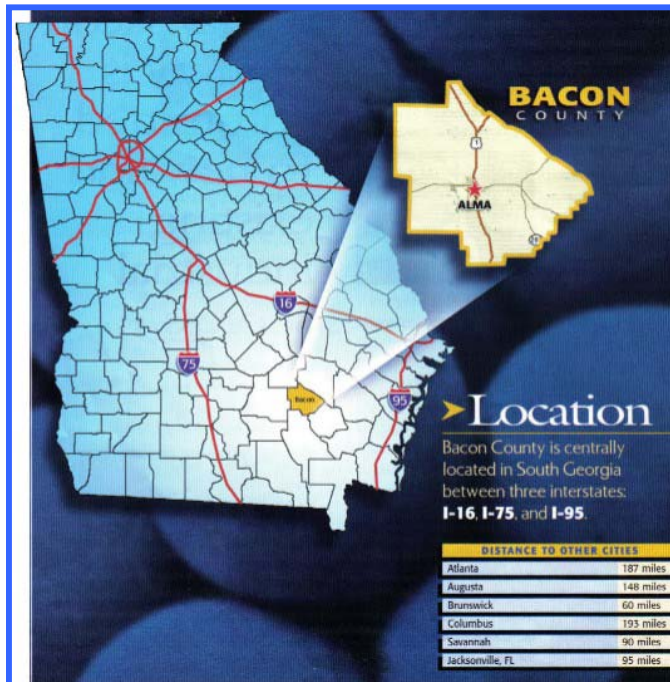 BACON
COUNTY
1
ALMA
16
75
Bacon
95
Location
Bacon County is centrally
located in South Georgia
between three interstates:
I-16, I-75, and I-95.
DISTANCE TO OTHER CITIES
Atlanta 187 miles
Augusta 148 miles
Brunswick 60 miles
Columbus 193 miles
Savannah 90 miles
Jacksonville, FL 95 miles